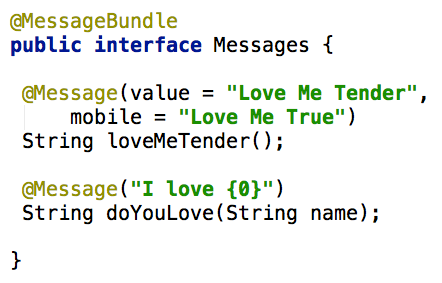 @MessageBundle
public interface Messages {
@Message(value = "Love Me Tender",
mobile = "Love Me True")
String loveMeTender();
@Message("I love {0}")
String doYouLove(String name);
}